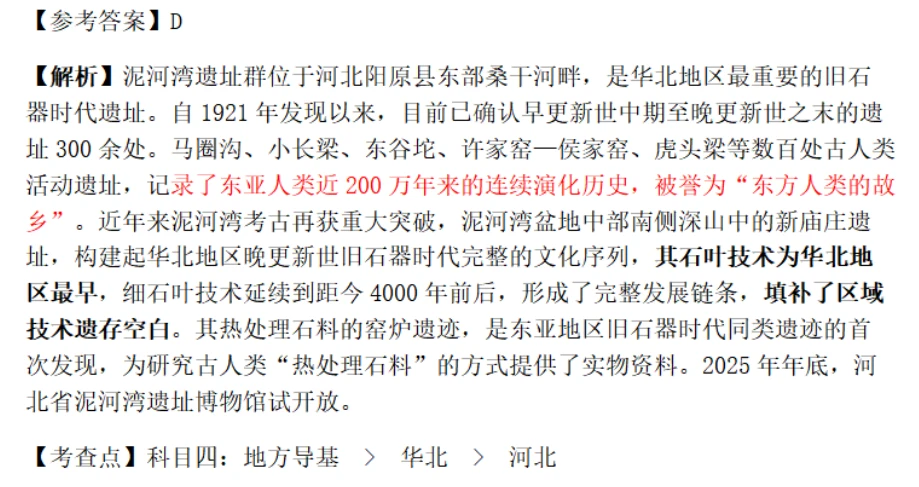 【参考答案】D
【解析】泥河湾遗址群位于河北阳原县东部桑干河畔，是华北地区最重要的旧石
器时代遗址。自 1921 年发现以来，目前已确认早更新世中期至晚更新世之末的遗
址 300 余处。马圈沟、小长梁、东谷坨、许家窑—侯家窑、虎头梁等数百处古人类
活动遗址，记录了东亚人类近 200 万年来的连续演化历史，被誉为“东方人类的故
乡”。近年来泥河湾考古再获重大突破，泥河湾盆地中部南侧深山中的新庙庄遗
址，构建起华北地区晚更新世旧石器时代完整的文化序列，其石叶技术为华北地
区最早，细石叶技术延续到距今 4000 年前后，形成了完整发展链条，填补了区域
技术遗存空白。其热处理石料的窑炉遗迹，是东亚地区旧石器时代同类遗迹的首
次发现，为研究古人类“热处理石料”的方式提供了实物资料。2025 年年底，河
北省泥河湾遗址博物馆试开放。
【考查点】科目四：地方导基 > 华北 > 河北